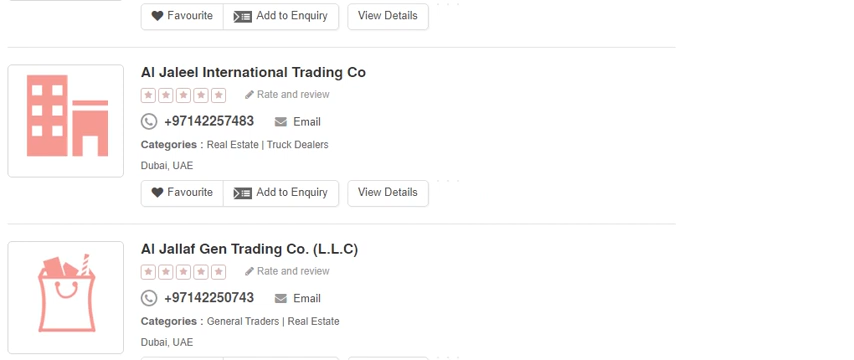 Favourite Add to Enquiry View Details
Al Jaleel International Trading Co
Rate and review
+97142257483 Email
Categories : Real Estate | Truck Dealers
Dubai, UAE
Favourite Add to Enquiry View Details
Al Jallaf Gen Trading Co. (L.L.C)
Rate and review
+97142250743 Email
Categories : General Traders | Real Estate
Dubai, UAE